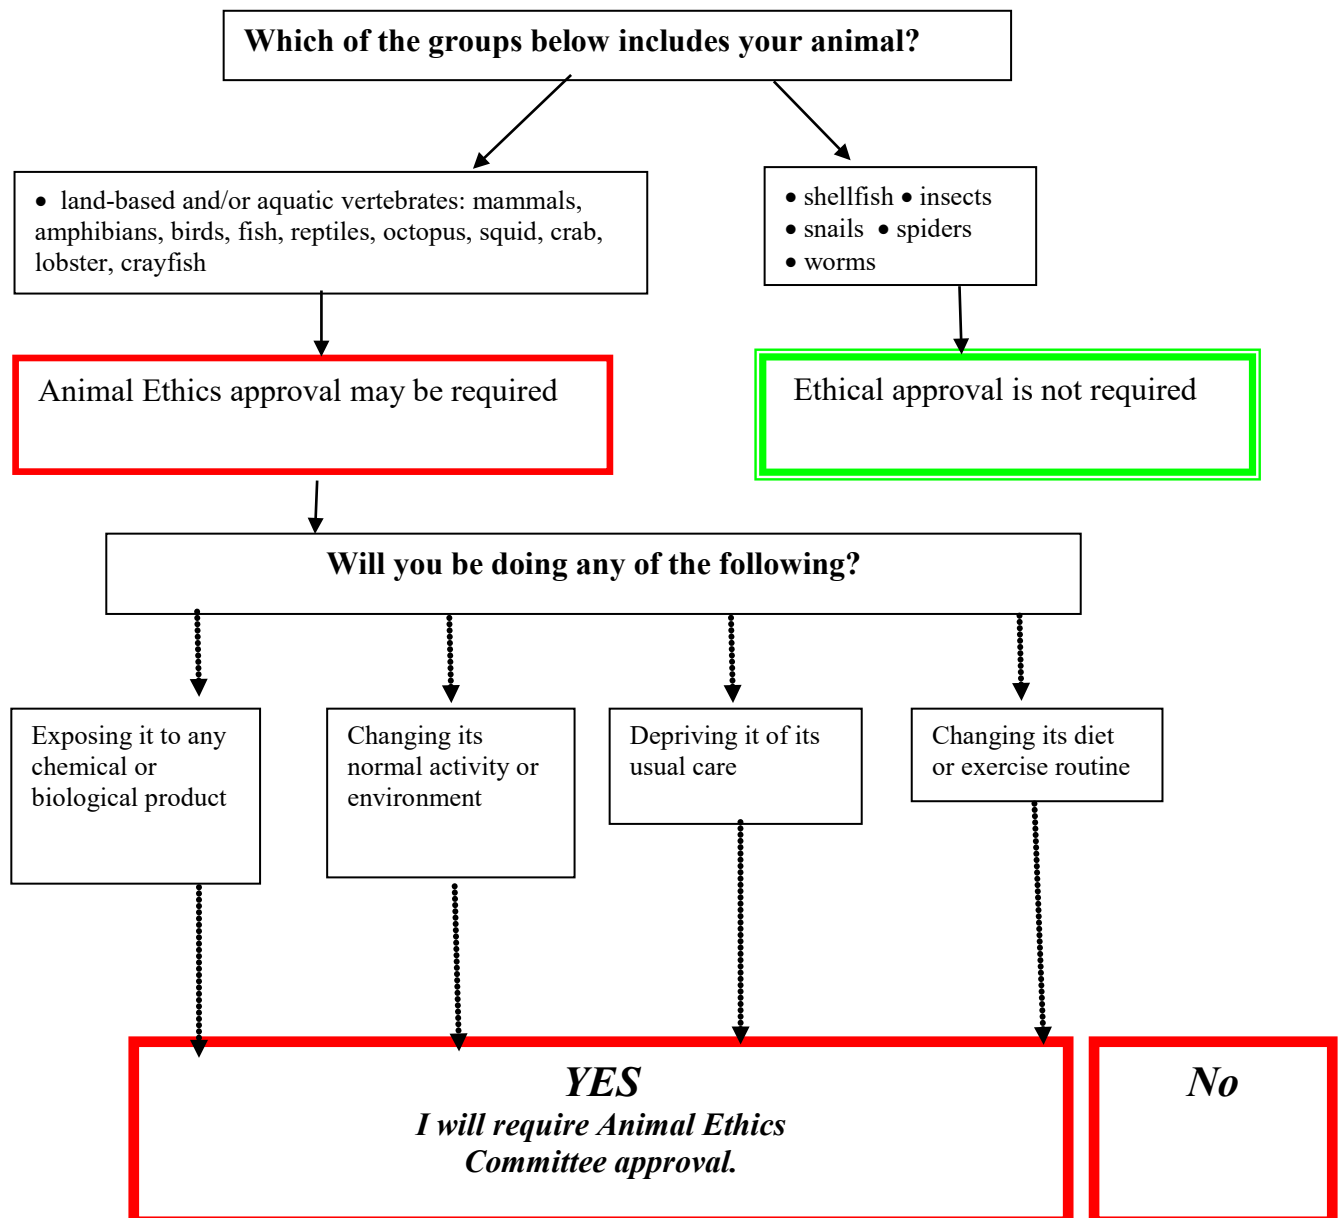 Which of the groups below includes your animal?
• land-based and/or aquatic vertebrates: mammals,
amphibians, birds, fish, reptiles, octopus, squid, crab,
lobster, crayfish
• shellfish • insects
• snails • spiders
• worms
Animal Ethics approval may be required
Ethical approval is not required
Will you be doing any of the following?
Exposing it to any
chemical or
biological product
Changing its
normal activity or
environment
Depriving it of its
usual care
Changing its diet
or exercise routine
YES
I will require Animal Ethics
Committee approval.
No